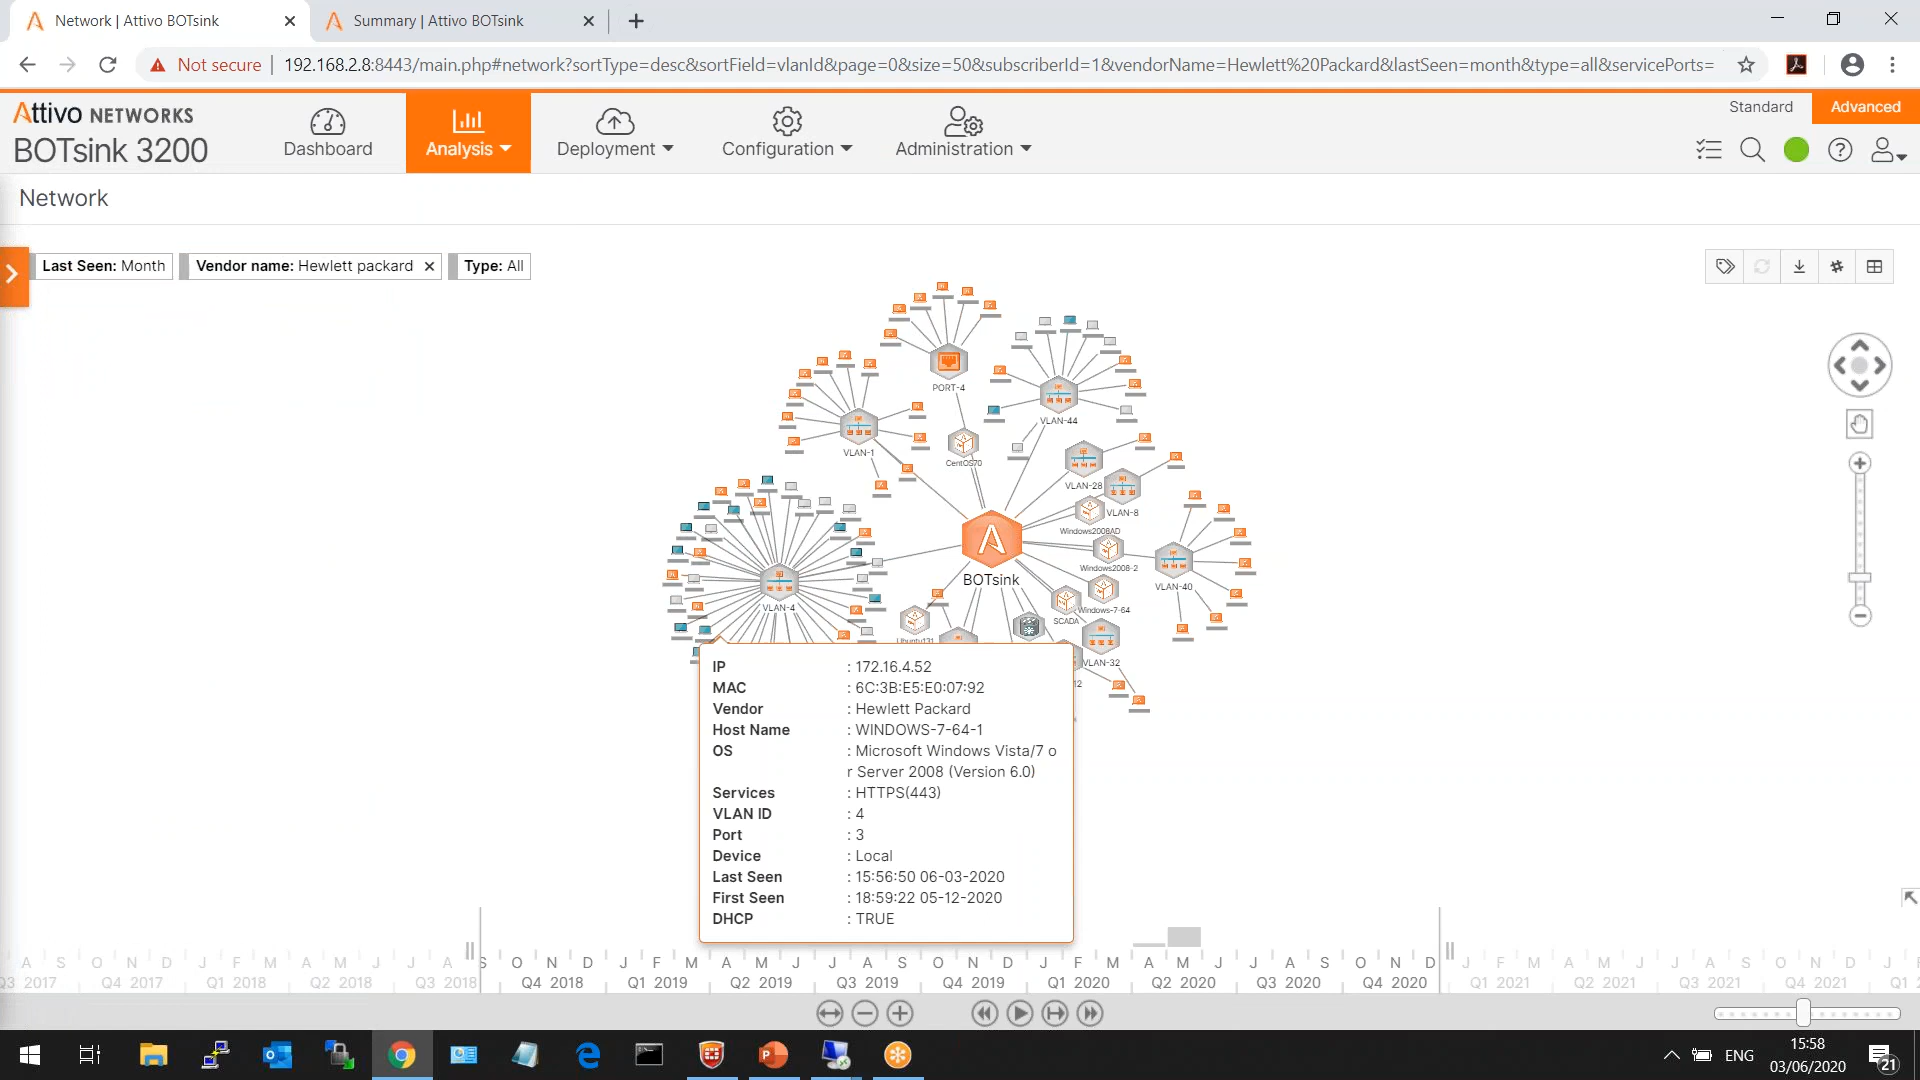 Network | Attivo BOTsink
Summary | Attivo BOTsink
Not secure
192.168.2.8:8443/main.php#network?sortType=desc&sortField=vlanId&page=0&size=50&subscriberId=1&vendorName=Hewlett%20Packard&lastSeen=month&type=all&servicePorts=
Attivo NETWORKS
BOTsink 3200
Dashboard
Analysis
Deployment
Configuration
Administration
Standard
Advanced
Network
Last Seen: Month
Vendor name: Hewlett packard
Type: All
PORT-4
VLAN-44
VLAN-1
CentOS70
VLAN-28
VLAN-8
Windows2008AD
Windows2008-2
BOTsink
VLAN-40
VLAN-4
Windows-7-64
SCADA
Ubuntu131
VLAN-32
12
IP : 172.16.4.52
MAC : 6C:3B:E5:E0:07:92
Vendor : Hewlett Packard
Host Name : WINDOWS-7-64-1
OS : Microsoft Windows Vista/7 o
r Server 2008 (Version 6.0)
Services : HTTPS(443)
VLAN ID : 4
Port : 3
Device : Local
Last Seen : 15:56:50 06-03-2020
First Seen : 18:59:22 05-12-2020
DHCP : TRUE
A S O N D J F M A M J J A S O N D J F M A M J J A S O N D J F M A M J J A S O N D J F M A M J J A S O N D J
Q3 2017 Q4 2017 Q1 2018 Q2 2018 Q3 2018 Q4 2018 Q1 2019 Q2 2019 Q3 2019 Q4 2019 Q1 2020 Q2 2020 Q3 2020 Q4 2020 Q1 2021 Q2 2021 Q3 2021 Q4 2021 Q1
ENG
15:58
03/06/2020
21